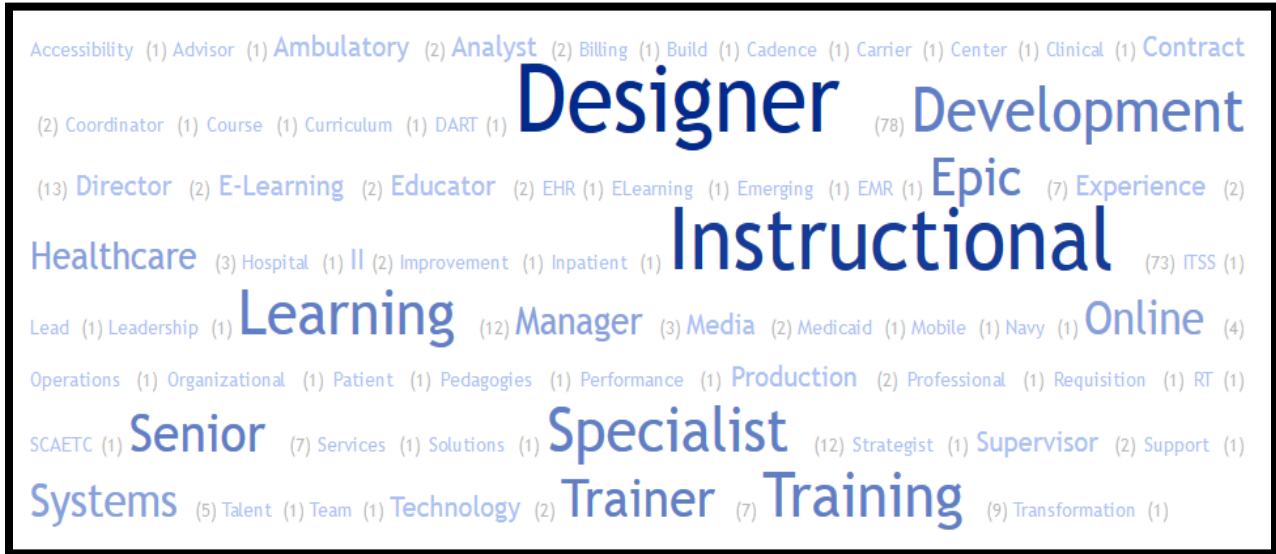 Accessibility (1) Advisor (1) Ambulatory (2) Analyst (2) Billing (1) Build (1) Cadence (1) Carrier (1) Center (1) Clinical (1) Contract
(2) Coordinator (1) Course (1) Curriculum (1) DART (1) Designer (78) Development
(13) Director (2) E-Learning (2) Educator (2) EHR (1) ELearning (1) Emerging (1) EMR (1) Epic (7) Experience (2)
Healthcare (3) Hospital (1) II (2) Improvement (1) Inpatient (1) Instructional (73) ITSS (1)
Lead (1) Leadership (1) Learning (12) Manager (3) Media (2) Medicaid (1) Mobile (1) Navy (1) Online (4)
Operations (1) Organizational (1) Patient (1) Pedagogies (1) Performance (1) Production (2) Professional (1) Requisition (1) RT (1)
SCAETC (1) Senior (7) Services (1) Solutions (1) Specialist (12) Strategist (1) Supervisor (2) Support (1)
Systems (5) Talent (1) Team (1) Technology (2) Trainer (7) Training (9) Transformation (1)